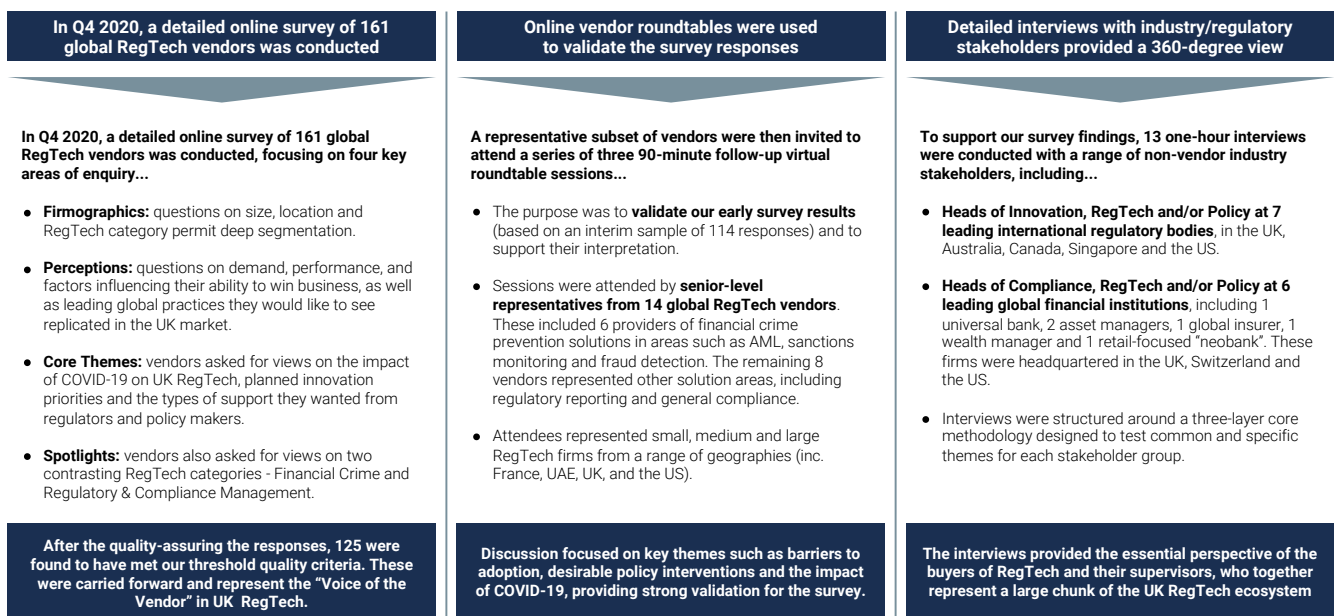 In Q4 2020, a detailed online survey of 161
global RegTech vendors was conducted
In Q4 2020, a detailed online survey of 161 global
RegTech vendors was conducted, focusing on four key
areas of enquiry...
● Firmographics: questions on size, location and
RegTech category permit deep segmentation.
● Perceptions: questions on demand, performance, and
factors influencing their ability to win business, as well
as leading global practices they would like to see
replicated in the UK market.
● Core Themes: vendors asked for views on the impact
of COVID-19 on UK RegTech, planned innovation
priorities and the types of support they wanted from
regulators and policy makers.
● Spotlights: vendors also asked for views on two
contrasting RegTech categories - Financial Crime and
Regulatory & Compliance Management.
After the quality-assuring the responses, 125 were
found to have met our threshold quality criteria. These
were carried forward and represent the “Voice of the
Vendor” in UK RegTech.
Online vendor roundtables were used
to validate the survey responses
A representative subset of vendors were then invited to
attend a series of three 90-minute follow-up virtual
roundtable sessions...
● The purpose was to validate our early survey results
(based on an interim sample of 114 responses) and to
support their interpretation.
● Sessions were attended by senior-level
representatives from 14 global RegTech vendors.
These included 6 providers of financial crime
prevention solutions in areas such as AML, sanctions
monitoring and fraud detection. The remaining 8
vendors represented other solution areas, including
regulatory reporting and general compliance.
● Attendees represented small, medium and large
RegTech firms from a range of geographies (inc.
France, UAE, UK, and the US).
Discussion focused on key themes such as barriers to
adoption, desirable policy interventions and the impact
of COVID-19, providing strong validation for the survey.
Detailed interviews with industry/regulatory
stakeholders provided a 360-degree view
To support our survey findings, 13 one-hour interviews
were conducted with a range of non-vendor industry
stakeholders, including...
● Heads of Innovation, RegTech and/or Policy at 7
leading international regulatory bodies, in the UK,
Australia, Canada, Singapore and the US.
● Heads of Compliance, RegTech and/or Policy at 6
leading global financial institutions, including 1
universal bank, 2 asset managers, 1 global insurer, 1
wealth manager and 1 retail-focused “neobank”. These
firms were headquartered in the UK, Switzerland and
the US.
● Interviews were structured around a three-layer core
methodology designed to test common and specific
themes for each stakeholder group.
The interviews provided the essential perspective of the
buyers of RegTech and their supervisors, who together
represent a large chunk of the UK RegTech ecosystem